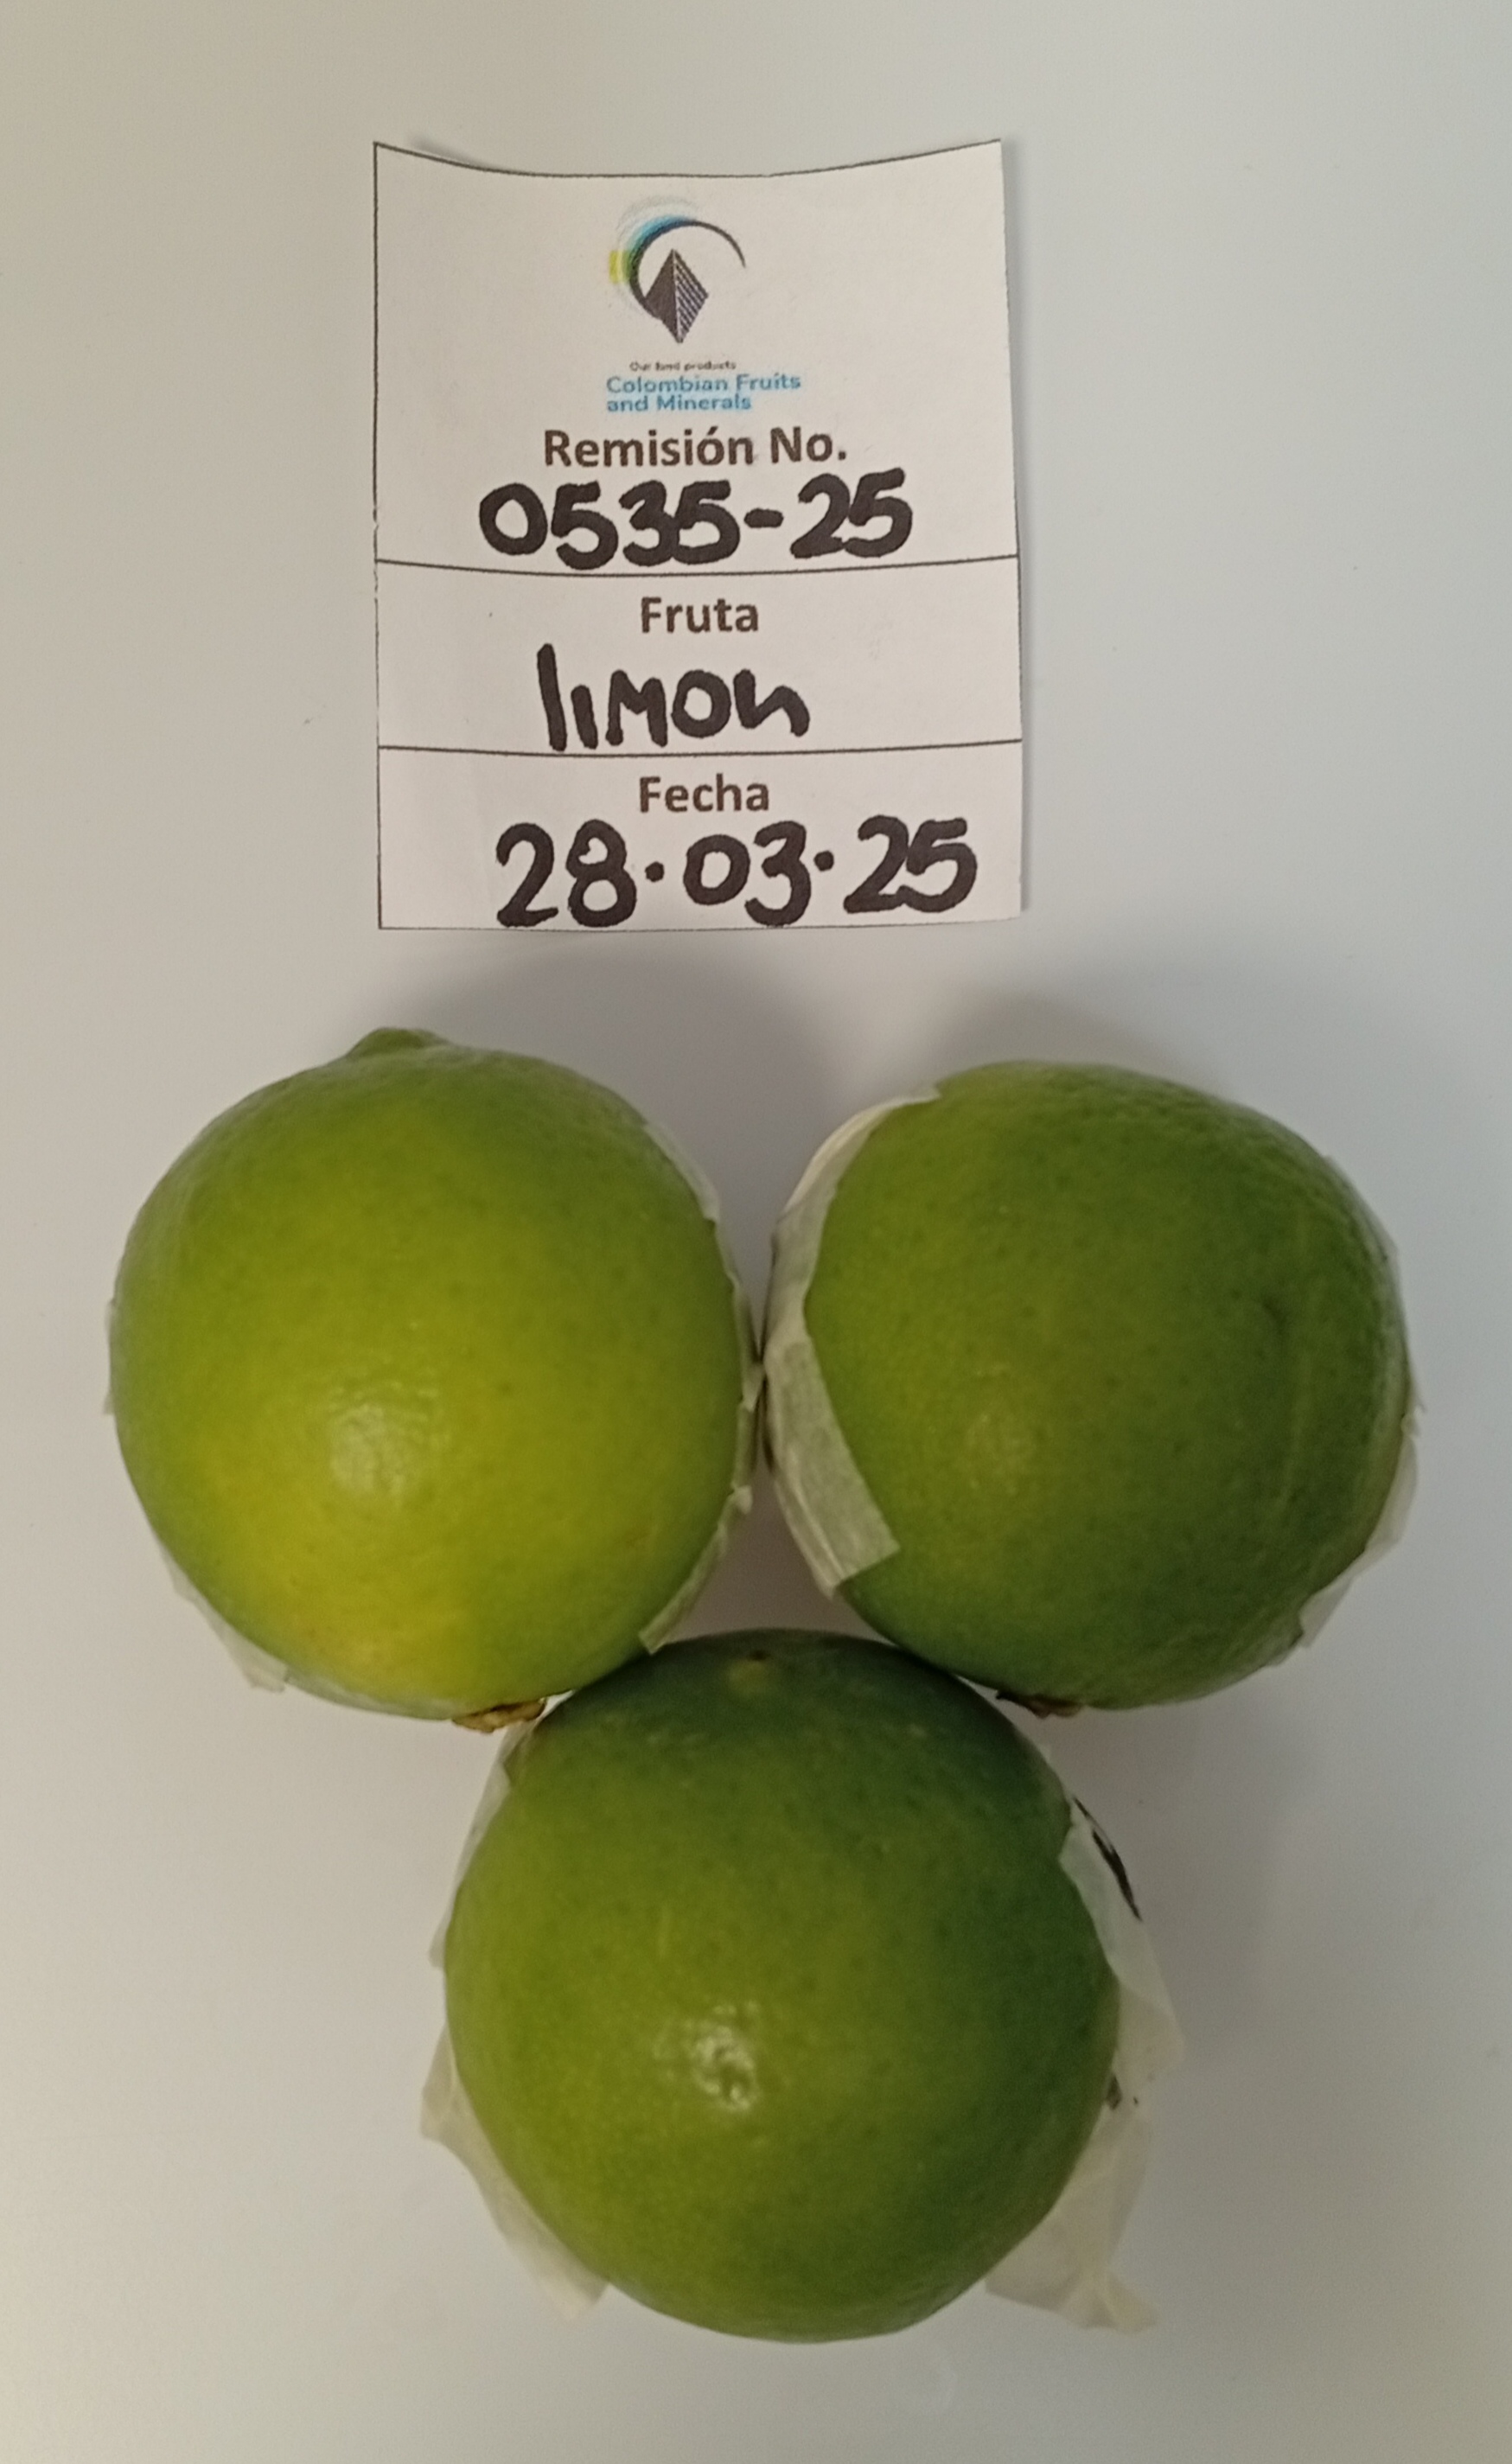 Our food products
Colombian Fruits
and Minerals
Remisión No.
0535-25
Fruta
limon
Fecha
28.03.25